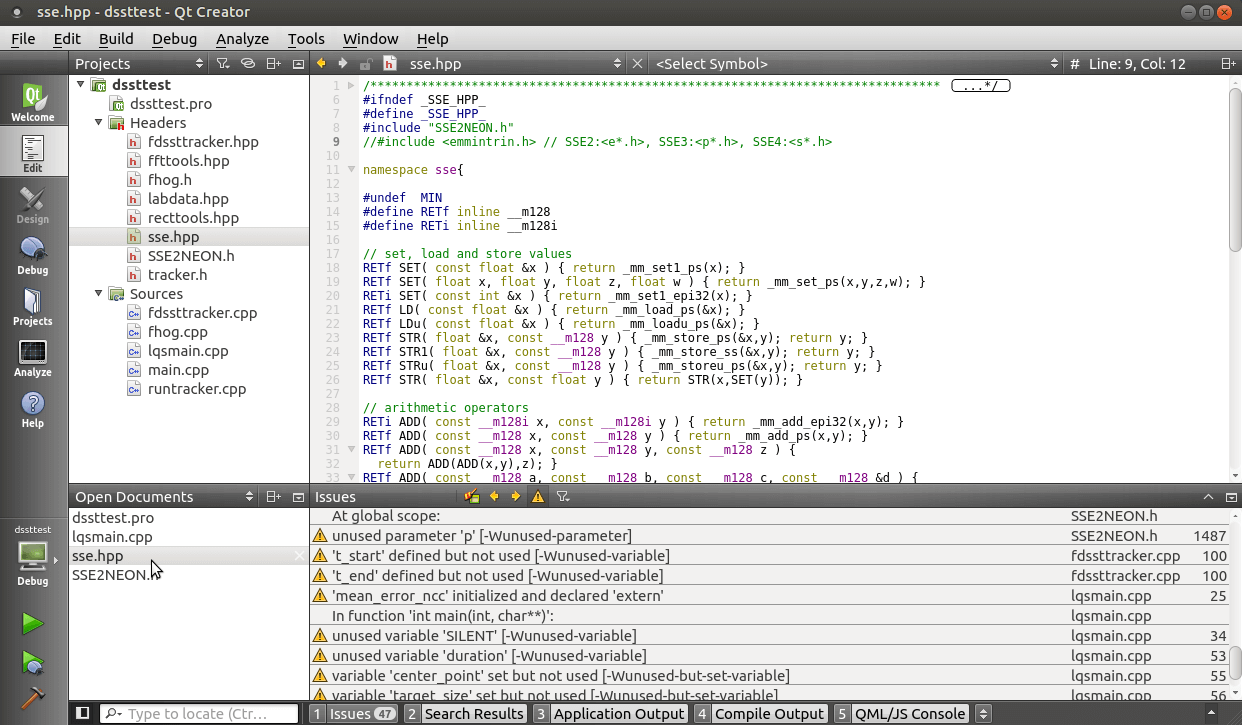 sse.hpp - dssttest - Qt Creator
File Edit Build Debug Analyze Tools Window Help
Projects
sse.hpp
<Select Symbol>
# Line: 9, Col: 12
Welcome
Edit
Design
Debug
Projects
Analyze
Help
dssttest
dssttest.pro
Headers
fdssttracker.hpp
ffttools.hpp
fhog.h
labdata.hpp
recttools.hpp
sse.hpp
SSE2NEON.h
tracker.h
Sources
fdssttracker.cpp
fhog.cpp
lqsmain.cpp
main.cpp
runtracker.cpp
1 /******************************************************************************* ...*/
6 #ifndef _SSE_HPP_
7 #define _SSE_HPP_
8 #include "SSE2NEON.h"
9 //#include <emmintrin.h> // SSE2:<e*.h>, SSE3:<p*.h>, SSE4:<s*.h>
10
11 namespace sse{
12
13 #undef  MIN
14 #define RETf inline __m128
15 #define RETi inline __m128i
16
17 // set, load and store values
18 RETf SET( const float &x ) { return _mm_set1_ps(x); }
19 RETf SET( float x, float y, float z, float w ) { return _mm_set_ps(x,y,z,w); }
20 RETi SET( const int &x ) { return _mm_set1_epi32(x); }
21 RETf LD( const float &x ) { return _mm_load_ps(&x); }
22 RETf LDu( const float &x ) { return _mm_loadu_ps(&x); }
23 RETf STR( float &x, const __m128 y ) { _mm_store_ps(&x,y); return y; }
24 RETf STR1( float &x, const __m128 y ) { _mm_store_ss(&x,y); return y; }
25 RETf STRu( float &x, const __m128 y ) { _mm_storeu_ps(&x,y); return y; }
26 RETf STR( float &x, const float y ) { return STR(x,SET(y)); }
27
28 // arithmetic operators
29 RETi ADD( const __m128i x, const __m128i y ) { return _mm_add_epi32(x,y); }
30 RETf ADD( const __m128 x, const __m128 y ) { return _mm_add_ps(x,y); }
31 RETf ADD( const __m128 x, const __m128 y, const __m128 z ) {
32   return ADD(ADD(x,y),z); }
33 RETf ADD( const __m128 a, const __m128 b, const __m128 c, const __m128 &d ) {
Open Documents
dssttest.pro
lqsmain.cpp
sse.hpp
SSE2NEON.
dssttest
Debug
Issues
At global scope: SSE2NEON.h
unused parameter 'p' [-Wunused-parameter] SSE2NEON.h 1487
't_start' defined but not used [-Wunused-variable] fdssttracker.cpp 100
't_end' defined but not used [-Wunused-variable] fdssttracker.cpp 100
'mean_error_ncc' initialized and declared 'extern' lqsmain.cpp 25
In function 'int main(int, char**)': lqsmain.cpp
unused variable 'SILENT' [-Wunused-variable] lqsmain.cpp 34
unused variable 'duration' [-Wunused-variable] lqsmain.cpp 53
variable 'center_point' set but not used [-Wunused-but-set-variable] lqsmain.cpp 55
variable 'target_size' set but not used [-Wunused-but-set-variable] lqsmain.cpp 56
Type to locate (Ctr...
1 Issues 47 2 Search Results 3 Application Output 4 Compile Output 5 QML/JS Console